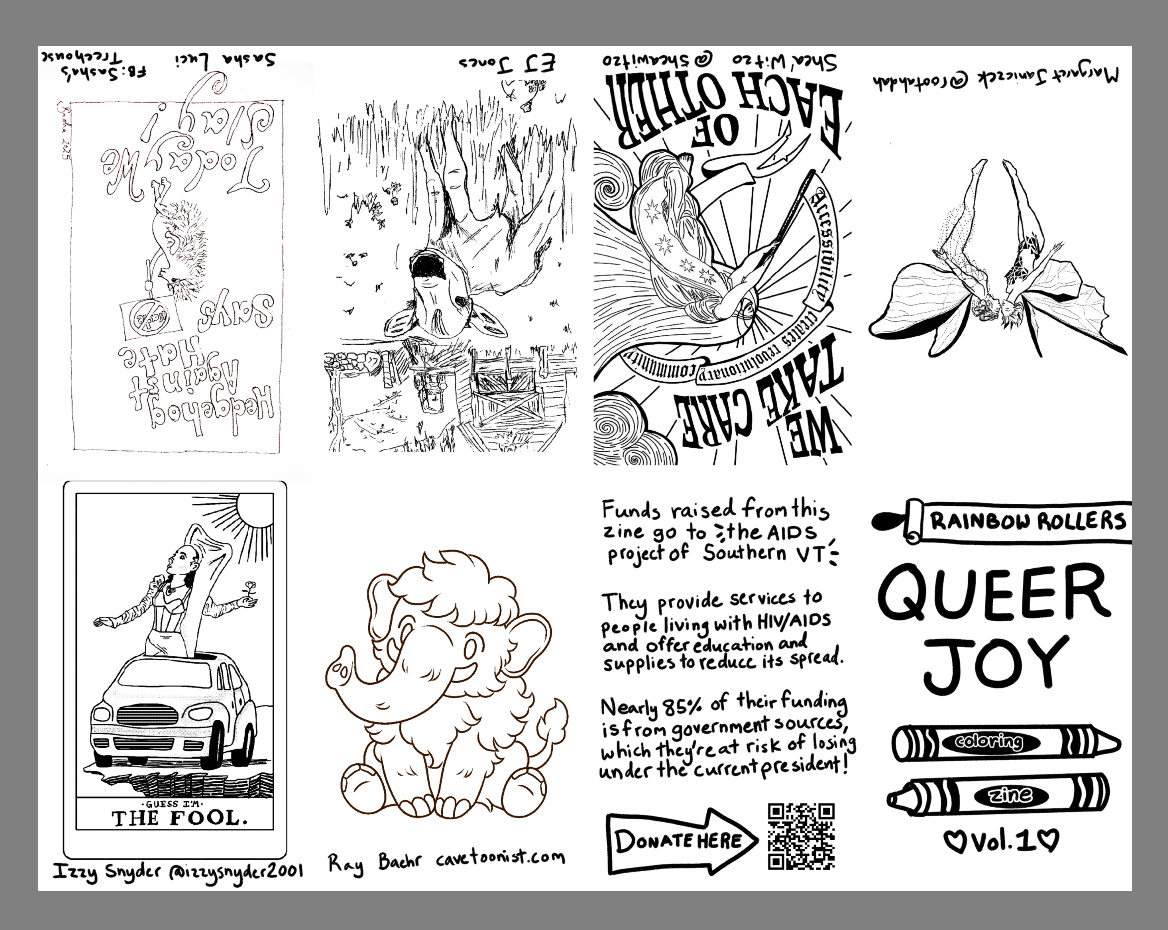 Sasha Luci
FB: Sasha's
Treehouse
Hedgehog
Against
Hate
Says
Today We
Slay!
Sasha 2025
EJ Jones
Shea Witzo @Sheawitzo
WE
TAKE CARE
OF
EACH OTHER
Accessibility creates revolutionary community
Margaret Janiczek @rootahdah
·GUESS I'M·
THE FOOL.
Izzy Snyder @izzysnyder2001
Ray Baehr cavetoonist.com
Funds raised from this
zine go to the AIDS
project of Southern VT
They provide services to
people living with HIV/AIDS
and offer education and
supplies to reduce its spread.
Nearly 85% of their funding
is from government sources,
which they're at risk of losing
under the current president!
DONATE HERE
RAINBOW ROLLERS
QUEER
JOY
coloring
zine
Vol. 1